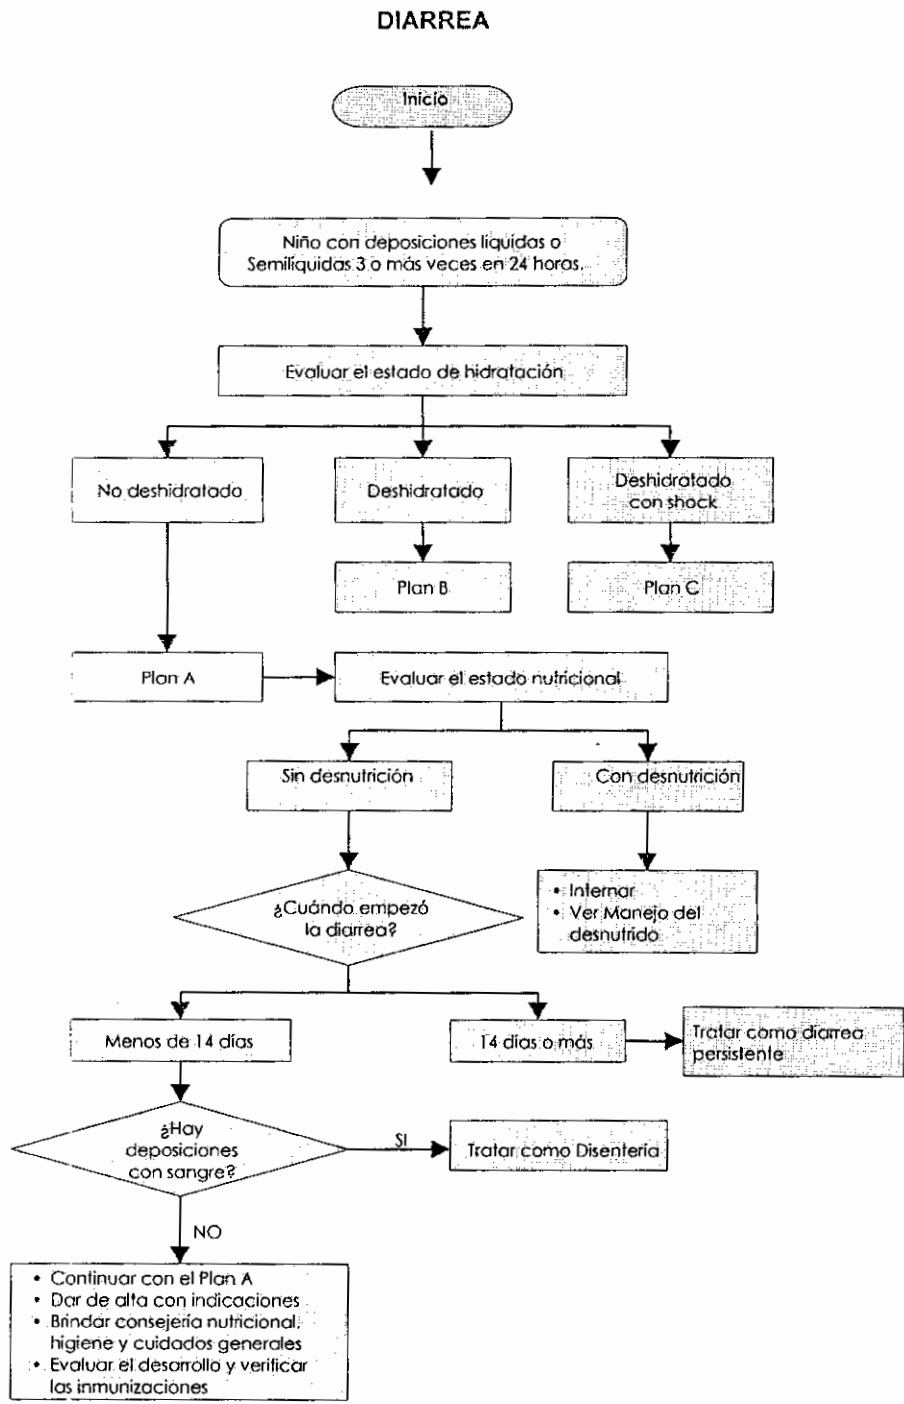 DIARREA
Inicio
Niño con deposiciones líquidas o
Semilíquidas 3 o más veces en 24 horas.
Evaluar el estado de hidratación
No deshidratado
Deshidratado
Deshidratado
con shock
Plan B
Plan C
Plan A
Evaluar el estado nutricional
Sin desnutrición
Con desnutrición
¿Cuándo empezó
la diarrea?
• Internar
• Ver Manejo del
desnutrido
Menos de 14 días
14 días o más
Tratar como diarrea
persistente
¿Hay
deposiciones
con sangre?
SI
Tratar como Disentería
NO
• Continuar con el Plan A
• Dar de alta con indicaciones
• Brindar consejería nutricional,
higiene y cuidados generales
• Evaluar el desarrollo y verificar
las inmunizaciones